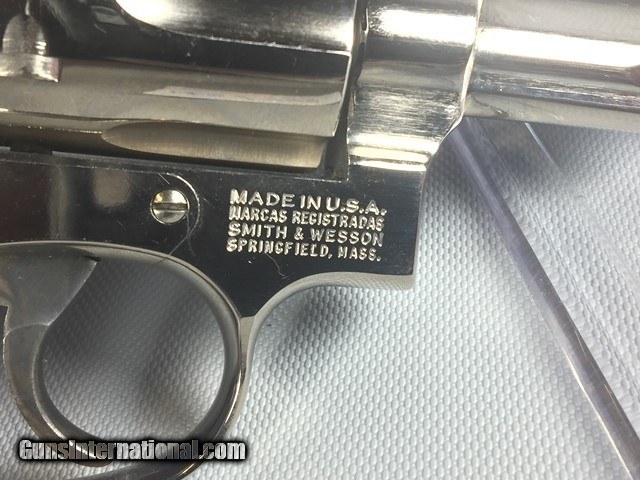 MADE IN U.S.A.
MARCAS REGISTRADAS
SMITH & WESSON
SPRINGFIELD, MASS.
GunsInternational.com